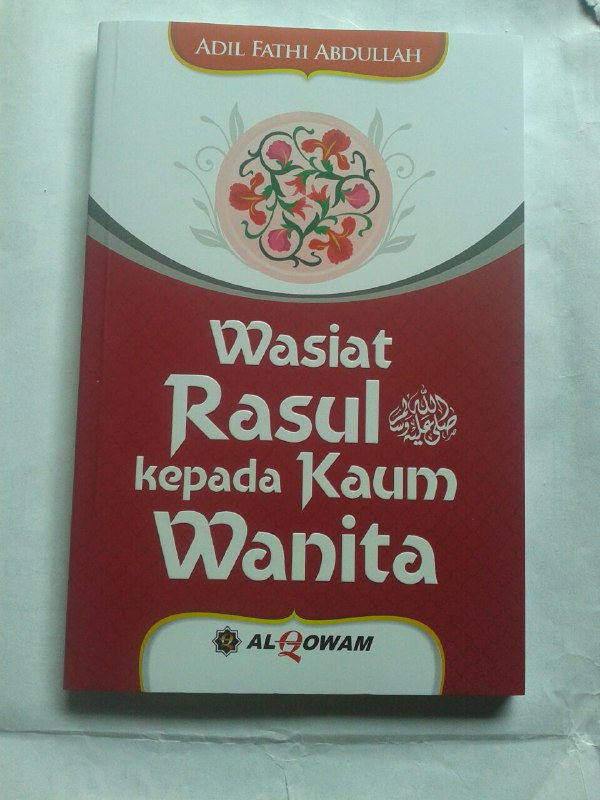 ADIL FATHI ABDULLAH
Wasiat
Rasul ﷺ
kepada Kaum
Wanita
AL-QOWAM